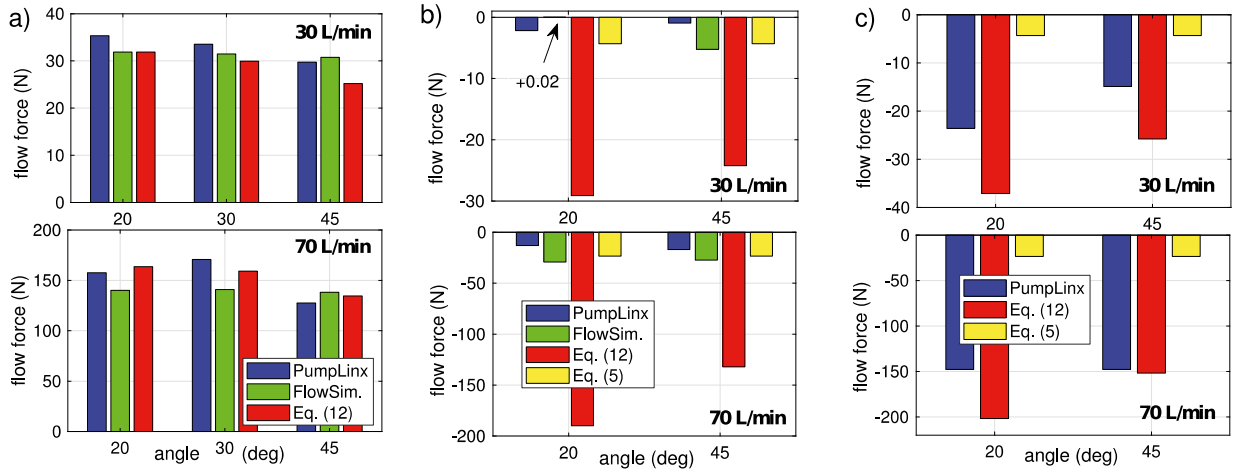 a)
30 L/min
flow force (N)
40
30
20
10
0
20
30
45
70 L/min
flow force (N)
200
150
100
50
0
PumpLinx
FlowSim.
Eq. (12)
20
30
45
angle (deg)
b)
flow force (N)
0
-10
-20
-30
+0.02
30 L/min
20
45
flow force (N)
0
-50
-100
-150
-200
PumpLinx
FlowSim.
Eq. (12)
Eq. (5)
70 L/min
20
45
angle (deg)
c)
flow force (N)
0
-10
-20
-30
-40
30 L/min
20
45
flow force (N)
0
-50
-100
-150
-200
PumpLinx
Eq. (12)
Eq. (5)
70 L/min
20
45
angle (deg)